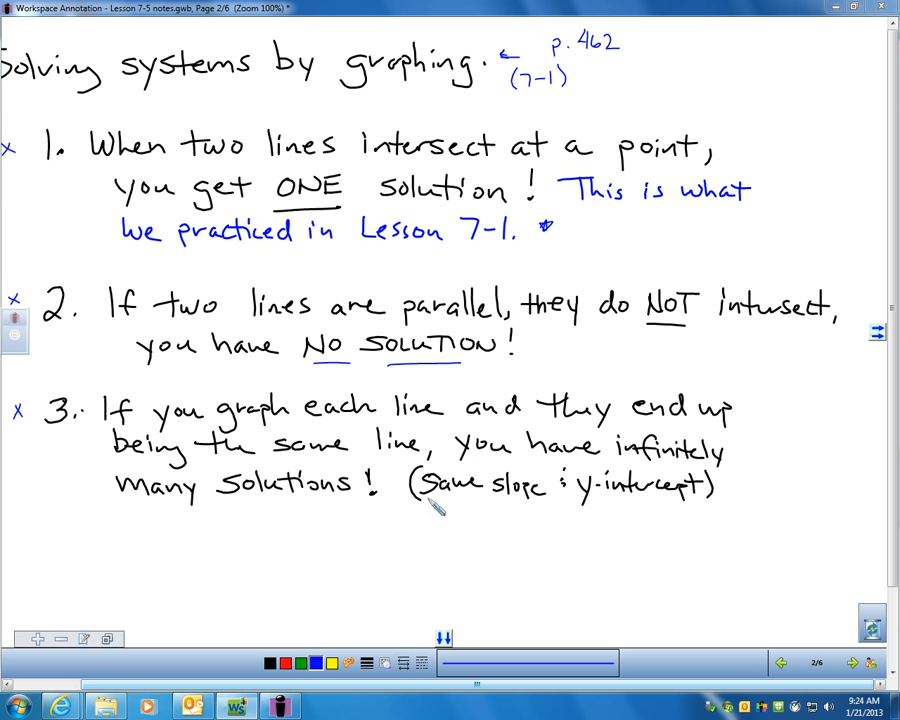 Workspace Annotation - Lesson 7-5 notes.gwb, Page 2/6 (Zoom 100%) *
Solving systems by graphing. ← p. 462
(7-1)
x 1. When two lines intersect at a point,
you get ONE solution! This is what
we practiced in Lesson 7-1. *
x 2. If two lines are parallel, they do NOT intersect,
you have NO SOLUTION!
x 3. If you graph each line and they end up
being the same line, you have infinitely
many solutions! (Same slope & y-intercept)
2/6
9:24 AM
1/21/2013